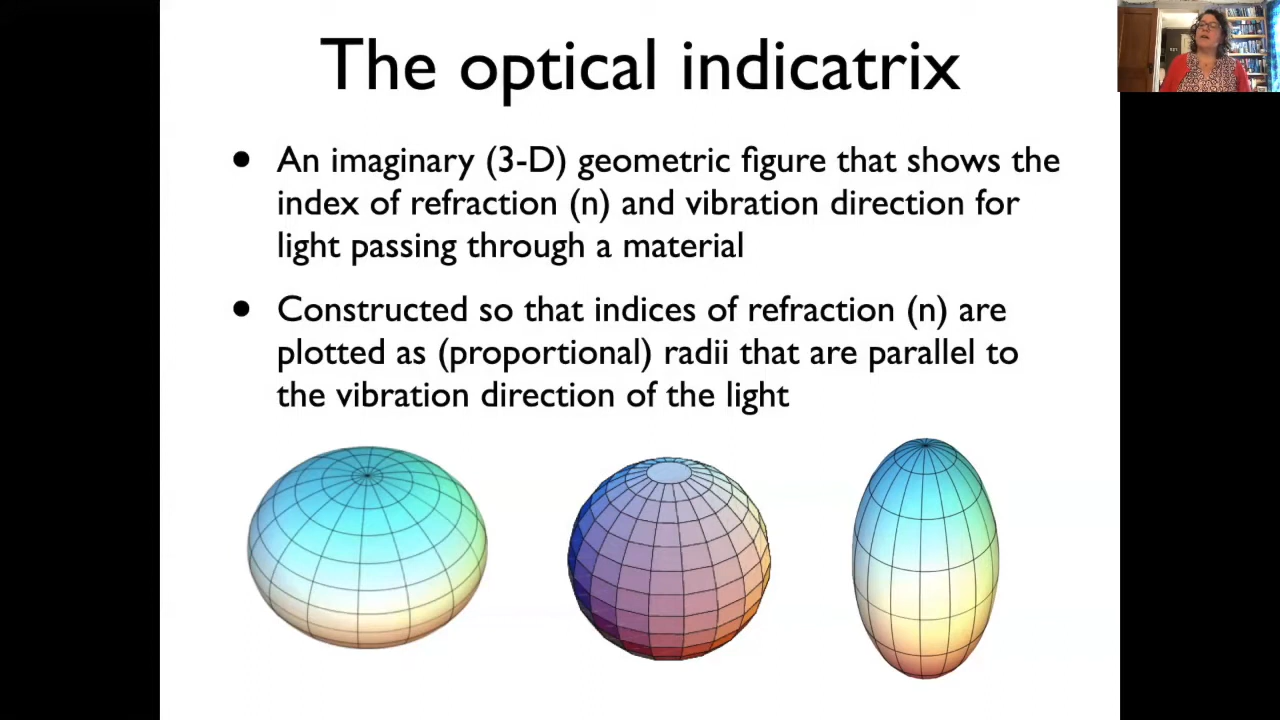 The optical indicatrix
• An imaginary (3-D) geometric figure that shows the
index of refraction (n) and vibration direction for
light passing through a material
• Constructed so that indices of refraction (n) are
plotted as (proportional) radii that are parallel to
the vibration direction of the light